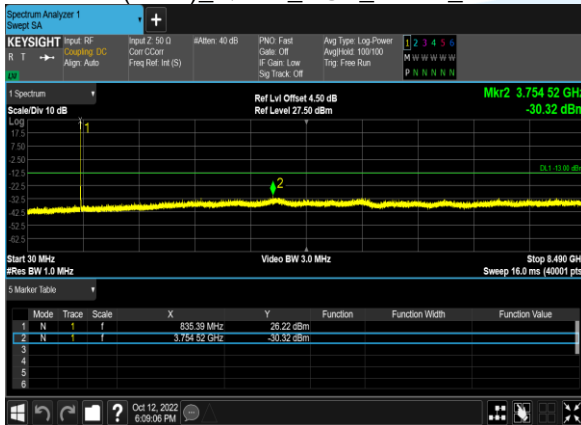 Spectrum Analyzer 1
Swept SA
KEYSIGHT Input: RF Input Z: 50 Ω #Atten: 40 dB PNO: Fast Avg Type: Log-Power 1 2 3 4 5 6
R T Coupling: DC Corr CCorr Gate: Off Avg|Hold: 100/100 M W W W W W
Align: Auto Freq Ref: Int (S) IF Gain: Low Trig: Free Run
Sig Track: Off P N N N N N
1 Spectrum Ref Lvl Offset 4.50 dB Mkr2 3.754 52 GHz
Scale/Div 10 dB Ref Level 27.50 dBm -30.32 dBm
Log
17.5
7.50
-2.50
-12.5 DL1 -13.00 dBm
-22.5
-32.5
-42.5
-52.5
-62.5
1
2
Start 30 MHz Video BW 3.0 MHz Stop 8.490 GH
#Res BW 1.0 MHz Sweep 16.0 ms (40001 pts
5 Marker Table
Mode Trace Scale X Y Function Function Width Function Value
1 N 1 f 835.39 MHz 26.22 dBm
2 N 1 f 3.754 52 GHz -30.32 dBm
3
4
5
6
? Oct 12, 2022
6:09:06 PM